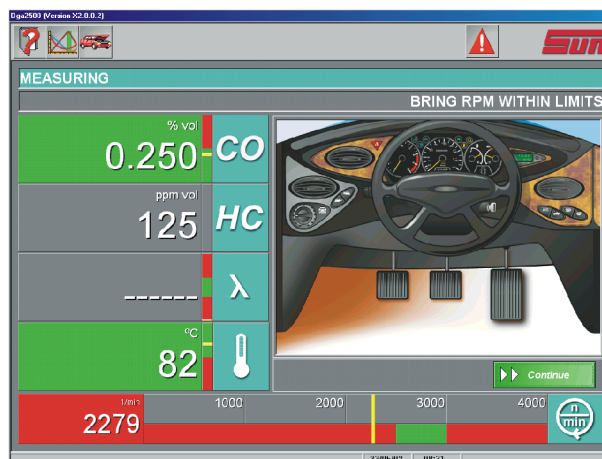 Dga2500 (Version X2.0.0.2)
Sun
MEASURING
BRING RPM WITHIN LIMITS
% vol
0.250
CO
ppm vol
125
HC
------
λ
°C
82
Continue
1/min
2279
1000
2000
3000
4000
n
min